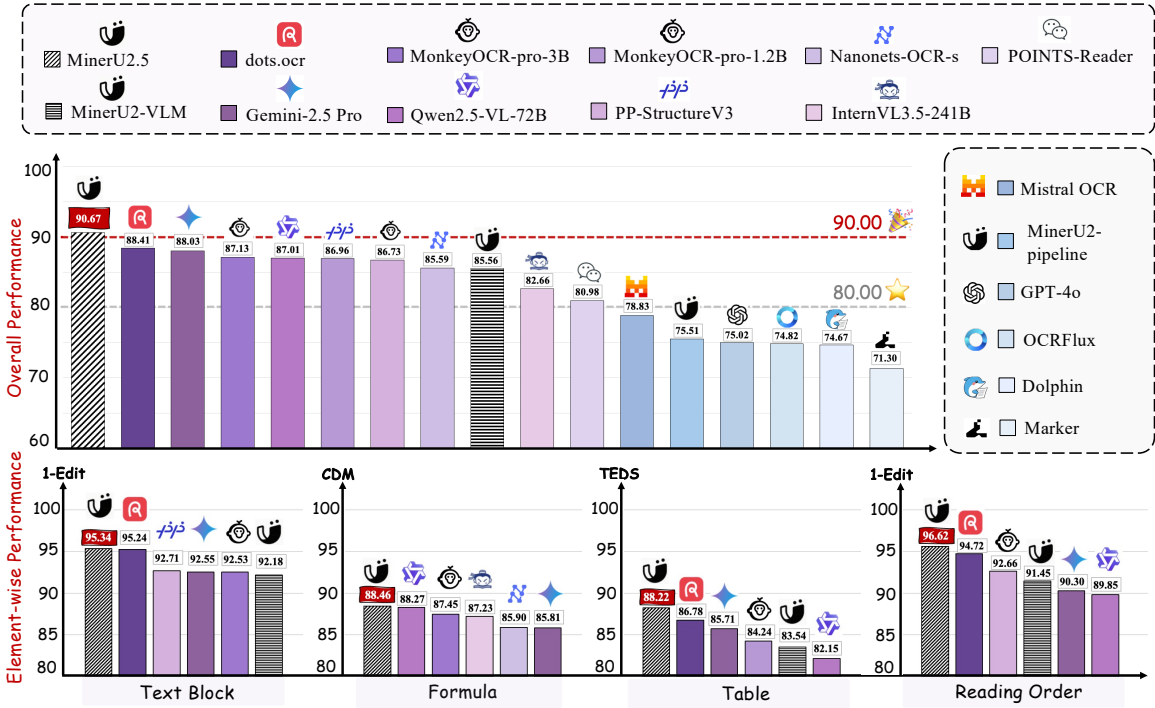 MinerU2.5
dots.ocr
MonkeyOCR-pro-3B
MonkeyOCR-pro-1.2B
Nanonets-OCR-s
POINTS-Reader
MinerU2-VLM
Gemini-2.5 Pro
Qwen2.5-VL-72B
PP-StructureV3
InternVL3.5-241B
Overall Performance
100
90
80
70
60
90.67
88.41
88.03
87.13
87.01
86.96
86.73
85.59
85.56
82.66
80.98
78.83
75.51
75.02
74.82
74.67
71.30
90.00
80.00
Mistral OCR
MinerU2-
pipeline
GPT-4o
OCRFlux
Dolphin
Marker
Element-wise Performance
1-Edit
100
95
90
85
80
95.34
95.24
92.71
92.55
92.53
92.18
Text Block
CDM
100
95
90
85
80
88.46
88.27
87.45
87.23
85.90
85.81
Formula
TEDS
100
95
90
85
80
88.22
86.78
85.71
84.24
83.54
82.15
Table
1-Edit
100
95
90
85
80
96.62
94.72
92.66
91.45
90.30
89.85
Reading Order